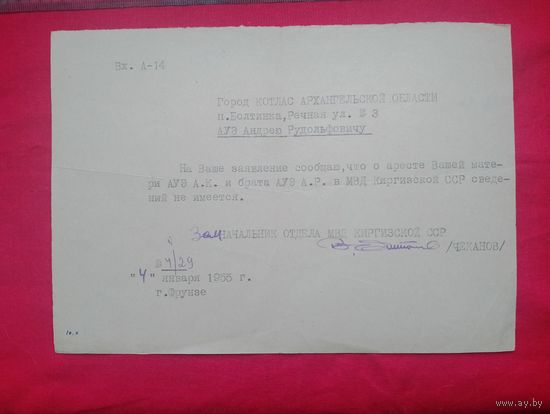 Вх. А-14
Город КОТЛАС АРХАНГЕЛЬСКОЙ ОБЛАСТИ
п.Болтинка,Речная ул. № 3
АУЭ Андрею Рудольфовичу
На Ваше заявление сообщаю,что о аресте Вашей мате-
ри АУЭ А.К. и брата АУЭ А.Р. в МВД Киргизской ССР сведе-
ний не имеется.
Зам НАЧАЛЬНИК ОТДЕЛА МВД КИРГИЗСКОЙ ССР
/ЧЕКАНОВ/
№ 4/29
"4" января 1955 г.
г.Фрунзе
www.ay.by